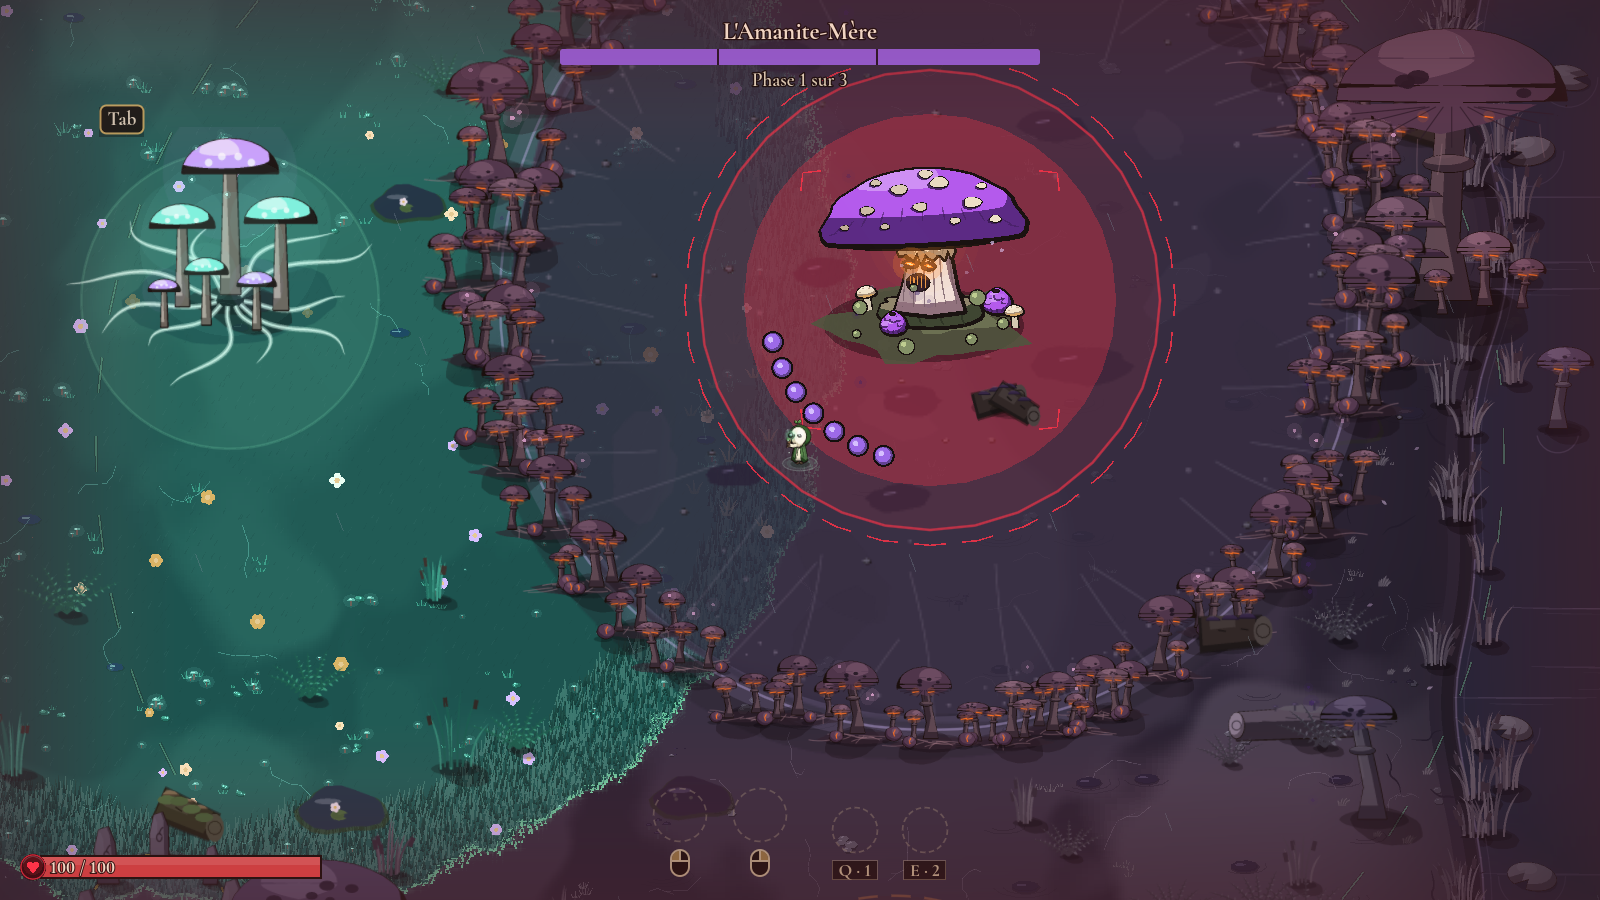 L'Amanite-Mère
Phase 1 sur 3
Tab
100 / 100
Q · 1
E · 2